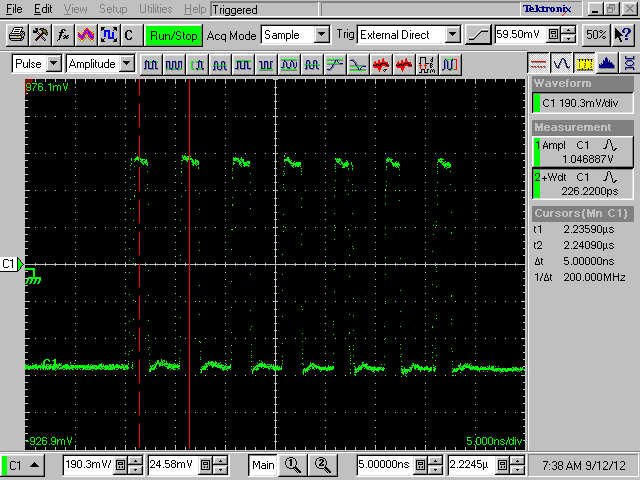 File Edit View Setup Utilities Help Triggered Tektronix
C Run/Stop Acq Mode Sample Trig External Direct 59.50mV 50%
Pulse Amplitude
976.1mV
Waveform
C1 190.3mV/div
Measurement
1 Ampl C1
1.046887V
2 +Wdt C1
226.2200ps
Cursors(Mn C1)
t1 2.23590µs
t2 2.24090µs
Δt 5.00000ns
1/Δt 200.000MHz
C1
C1
-926.9mV 5.000ns/div
C1 190.3mV/ 24.58mV Main 1 2 5.00000ns 2.2245µ 7:38 AM 9/12/12